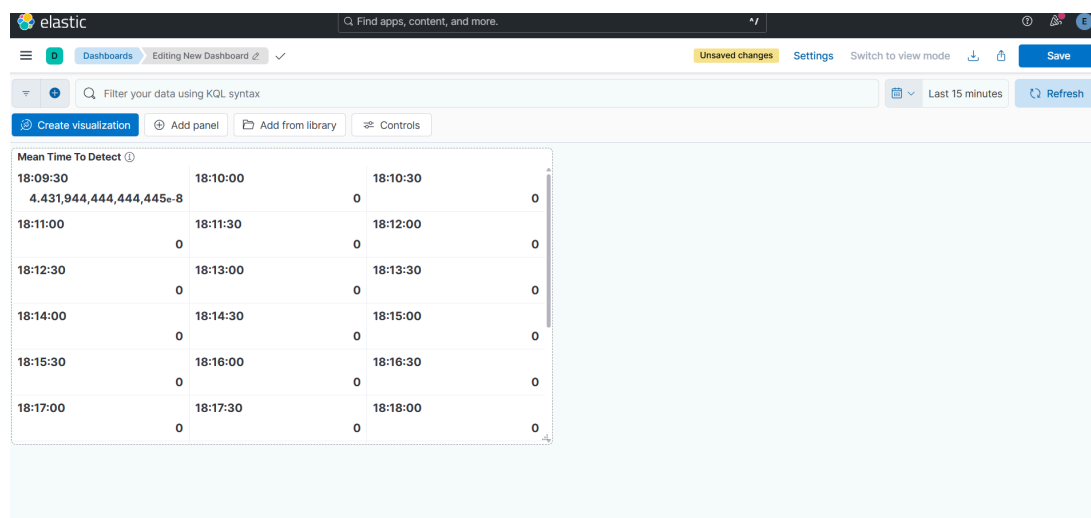 elastic
Find apps, content, and more.
^/
E
D
Dashboards
Editing New Dashboard
Unsaved changes
Settings
Switch to view mode
Save
Filter your data using KQL syntax
Last 15 minutes
Refresh
Create visualization
Add panel
Add from library
Controls
Mean Time To Detect
18:09:30 18:10:00 18:10:30
4.431,944,444,444,445e-8 0 0
18:11:00 18:11:30 18:12:00
0 0 0
18:12:30 18:13:00 18:13:30
0 0 0
18:14:00 18:14:30 18:15:00
0 0 0
18:15:30 18:16:00 18:16:30
0 0 0
18:17:00 18:17:30 18:18:00
0 0 0